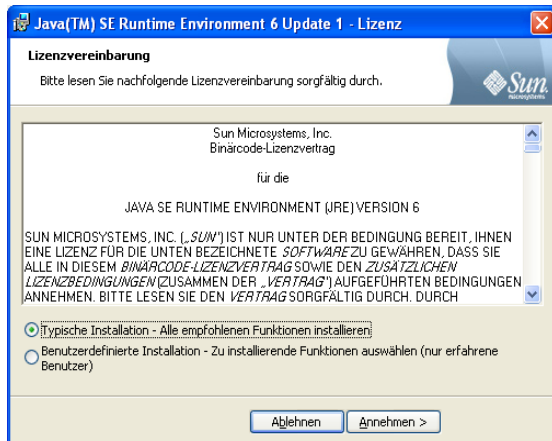 Java(TM) SE Runtime Environment 6 Update 1 - Lizenz
Lizenzvereinbarung
Bitte lesen Sie nachfolgende Lizenzvereinbarung sorgfältig durch.
Sun
microsystems
Sun Microsystems, Inc.
Binärcode-Lizenzvertrag
für die
JAVA SE RUNTIME ENVIRONMENT (JRE) VERSION 6
SUN MICROSYSTEMS, INC. („SUN“) IST NUR UNTER DER BEDINGUNG BEREIT, IHNEN
EINE LIZENZ FÜR DIE UNTEN BEZEICHNETE SOFTWARE ZU GEWÄHREN, DASS SIE
ALLE IN DIESEM BINÄRCODE-LIZENZVERTRAG SOWIE DEN ZUSÄTZLICHEN
LIZENZBEDINGUNGEN (ZUSAMMEN DER „VERTRAG“) AUFGEFÜHRTEN BEDINGUNGEN
ANNEHMEN. BITTE LESEN SIE DEN VERTRAG SORGFÄLTIG DURCH. DURCH
Typische Installation - Alle empfohlenen Funktionen installieren
Benutzerdefinierte Installation - Zu installierende Funktionen auswählen (nur erfahrene
Benutzer)
Ablehnen
Annehmen >